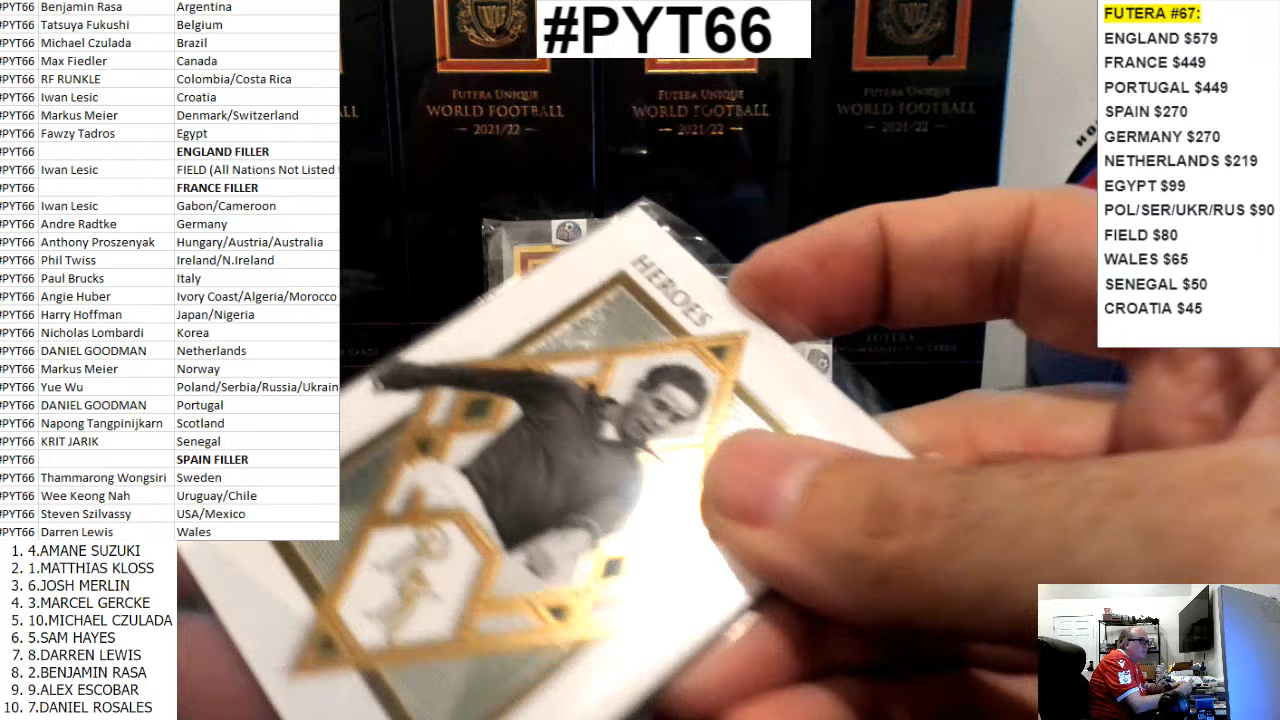 #PYT66 Benjamin Rasa Argentina
#PYT66 Tatsuya Fukushi Belgium
#PYT66 Michael Czulada Brazil
#PYT66 Max Fiedler Canada
#PYT66 RF RUNKLE Colombia/Costa Rica
#PYT66 Iwan Lesic Croatia
#PYT66 Markus Meier Denmark/Switzerland
#PYT66 Fawzy Tadros Egypt
#PYT66 ENGLAND FILLER
#PYT66 Iwan Lesic FIELD (All Nations Not Listed
#PYT66 FRANCE FILLER
#PYT66 Iwan Lesic Gabon/Cameroon
#PYT66 Andre Radtke Germany
#PYT66 Anthony Proszenyak Hungary/Austria/Australia
#PYT66 Phil Twiss Ireland/N.Ireland
#PYT66 Paul Brucks Italy
#PYT66 Angie Huber Ivory Coast/Algeria/Morocco
#PYT66 Harry Hoffman Japan/Nigeria
#PYT66 Nicholas Lombardi Korea
#PYT66 DANIEL GOODMAN Netherlands
#PYT66 Markus Meier Norway
#PYT66 Yue Wu Poland/Serbia/Russia/Ukrain
#PYT66 DANIEL GOODMAN Portugal
#PYT66 Napong Tangpinijkarn Scotland
#PYT66 KRIT JARIK Senegal
#PYT66 SPAIN FILLER
#PYT66 Thammarong Wongsiri Sweden
#PYT66 Wee Keong Nah Uruguay/Chile
#PYT66 Steven Szilvassy USA/Mexico
#PYT66 Darren Lewis Wales
1. 4.AMANE SUZUKI
2. 1.MATTHIAS KLOSS
3. 6.JOSH MERLIN
4. 3.MARCEL GERCKE
5. 10.MICHAEL CZULADA
6. 5.SAM HAYES
7. 8.DARREN LEWIS
8. 2.BENJAMIN RASA
9. 9.ALEX ESCOBAR
10. 7.DANIEL ROSALES
#PYT66
FUTERA UNIQUE
WORLD FOOTBALL
2021/22
FUTERA UNIQUE
WORLD FOOTBALL
2021/22
FUTERA UNIQUE
WORLD FOOTBALL
2021/22
HEROES
FUTERA
FUTERA #67:
ENGLAND $579
FRANCE $449
PORTUGAL $449
SPAIN $270
GERMANY $270
NETHERLANDS $219
EGYPT $99
POL/SER/UKR/RUS $90
FIELD $80
WALES $65
SENEGAL $50
CROATIA $45